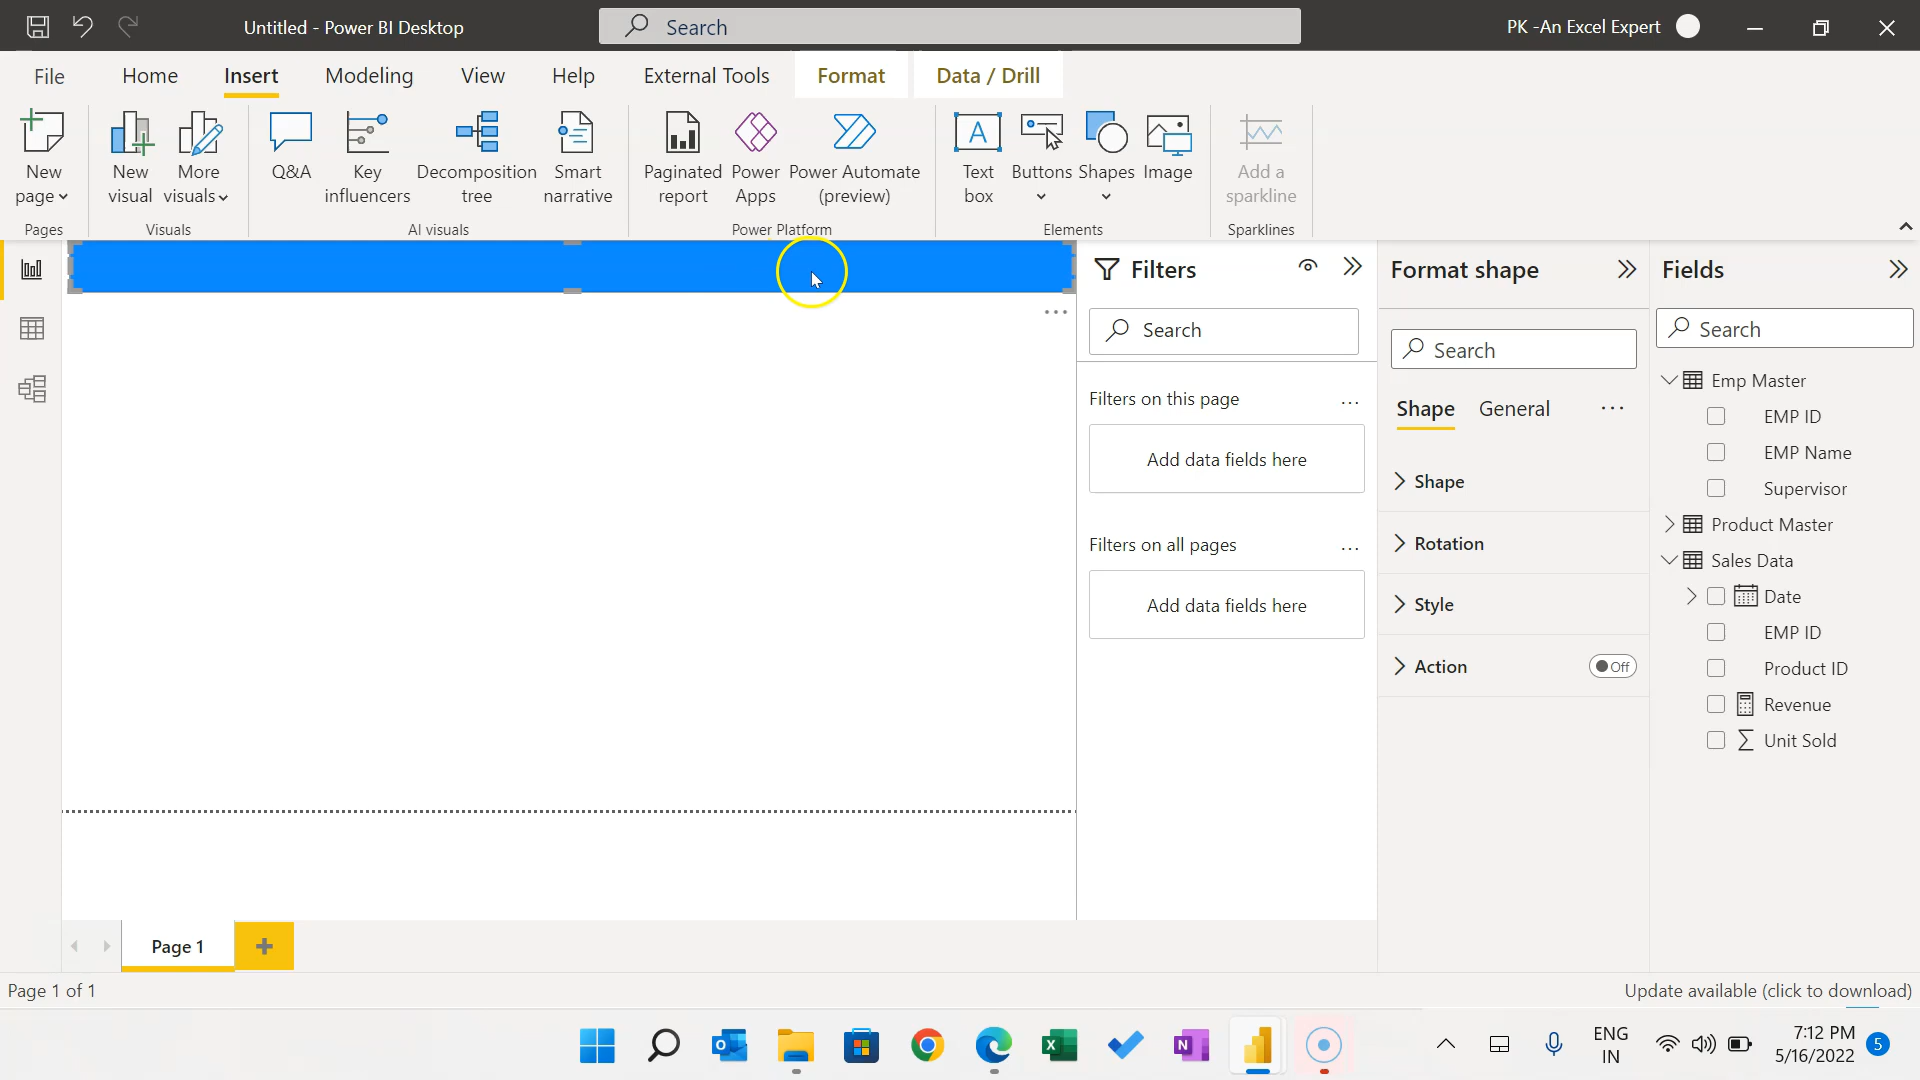 Untitled - Power BI Desktop
Search
PK -An Excel Expert
File
Home
Insert
Modeling
View
Help
External Tools
Format
Data / Drill
New page
New visual
More visuals
Q&A
Key influencers
Decomposition tree
Smart narrative
Paginated report
Power Apps
Power Automate (preview)
A
Text box
Buttons
Shapes
Image
Add a sparkline
Pages
Visuals
AI visuals
Power Platform
Elements
Sparklines
Filters
Search
Filters on this page
...
Add data fields here
Filters on all pages
...
Add data fields here
Format shape
Search
Shape
General
...
Shape
Rotation
Style
Action
Off
Fields
Search
Emp Master
EMP ID
EMP Name
Supervisor
Product Master
Sales Data
Date
EMP ID
Product ID
Revenue
Unit Sold
Page 1
Page 1 of 1
Update available (click to download)
ENG
IN
7:12 PM
5/16/2022
5